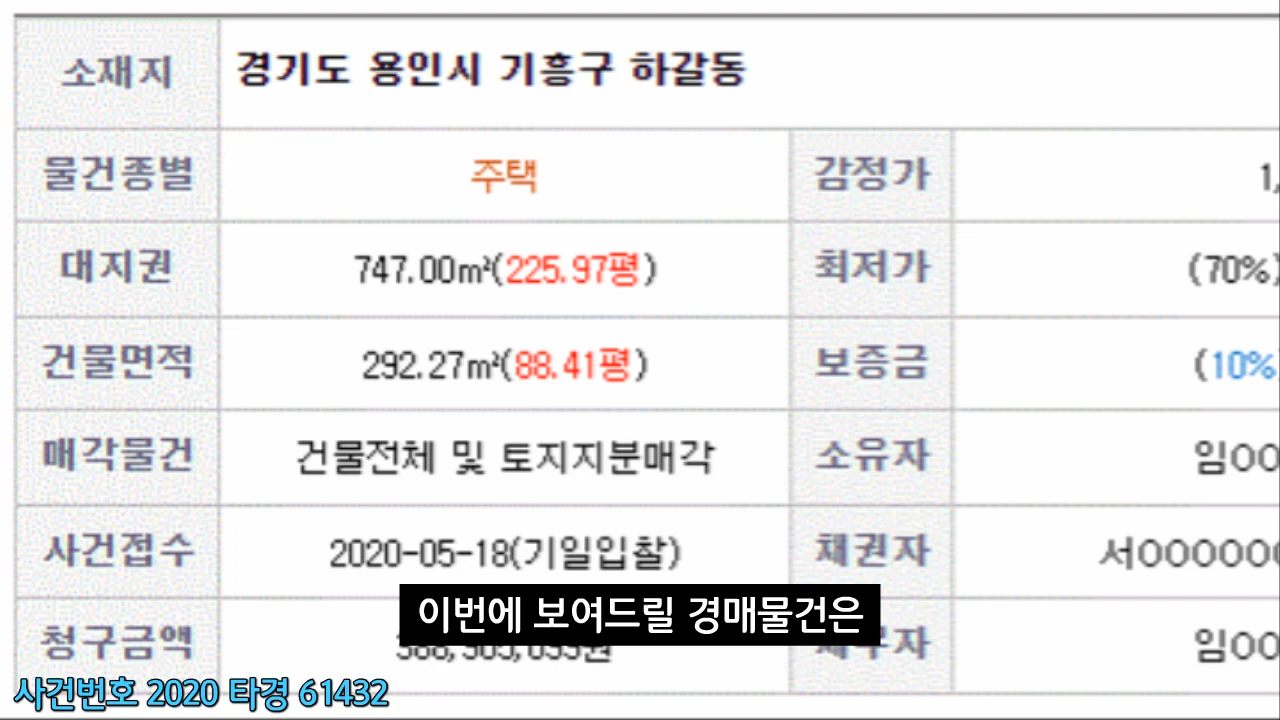 소재지 경기도 용인시 기흥구 하갈동
물건종별 주택 감정가 1,
대지권 747.00m²(225.97평) 최저가 (70%)
건물면적 292.27m²(88.41평) 보증금 (10%)
매각물건 건물전체 및 토지지분매각 소유자 임OO
사건접수 2020-05-18(기일입찰) 채권자 서OOOOOO
청구금액 임OO
이번에 보여드릴 경매물건은
사건번호 2020 타경 61432